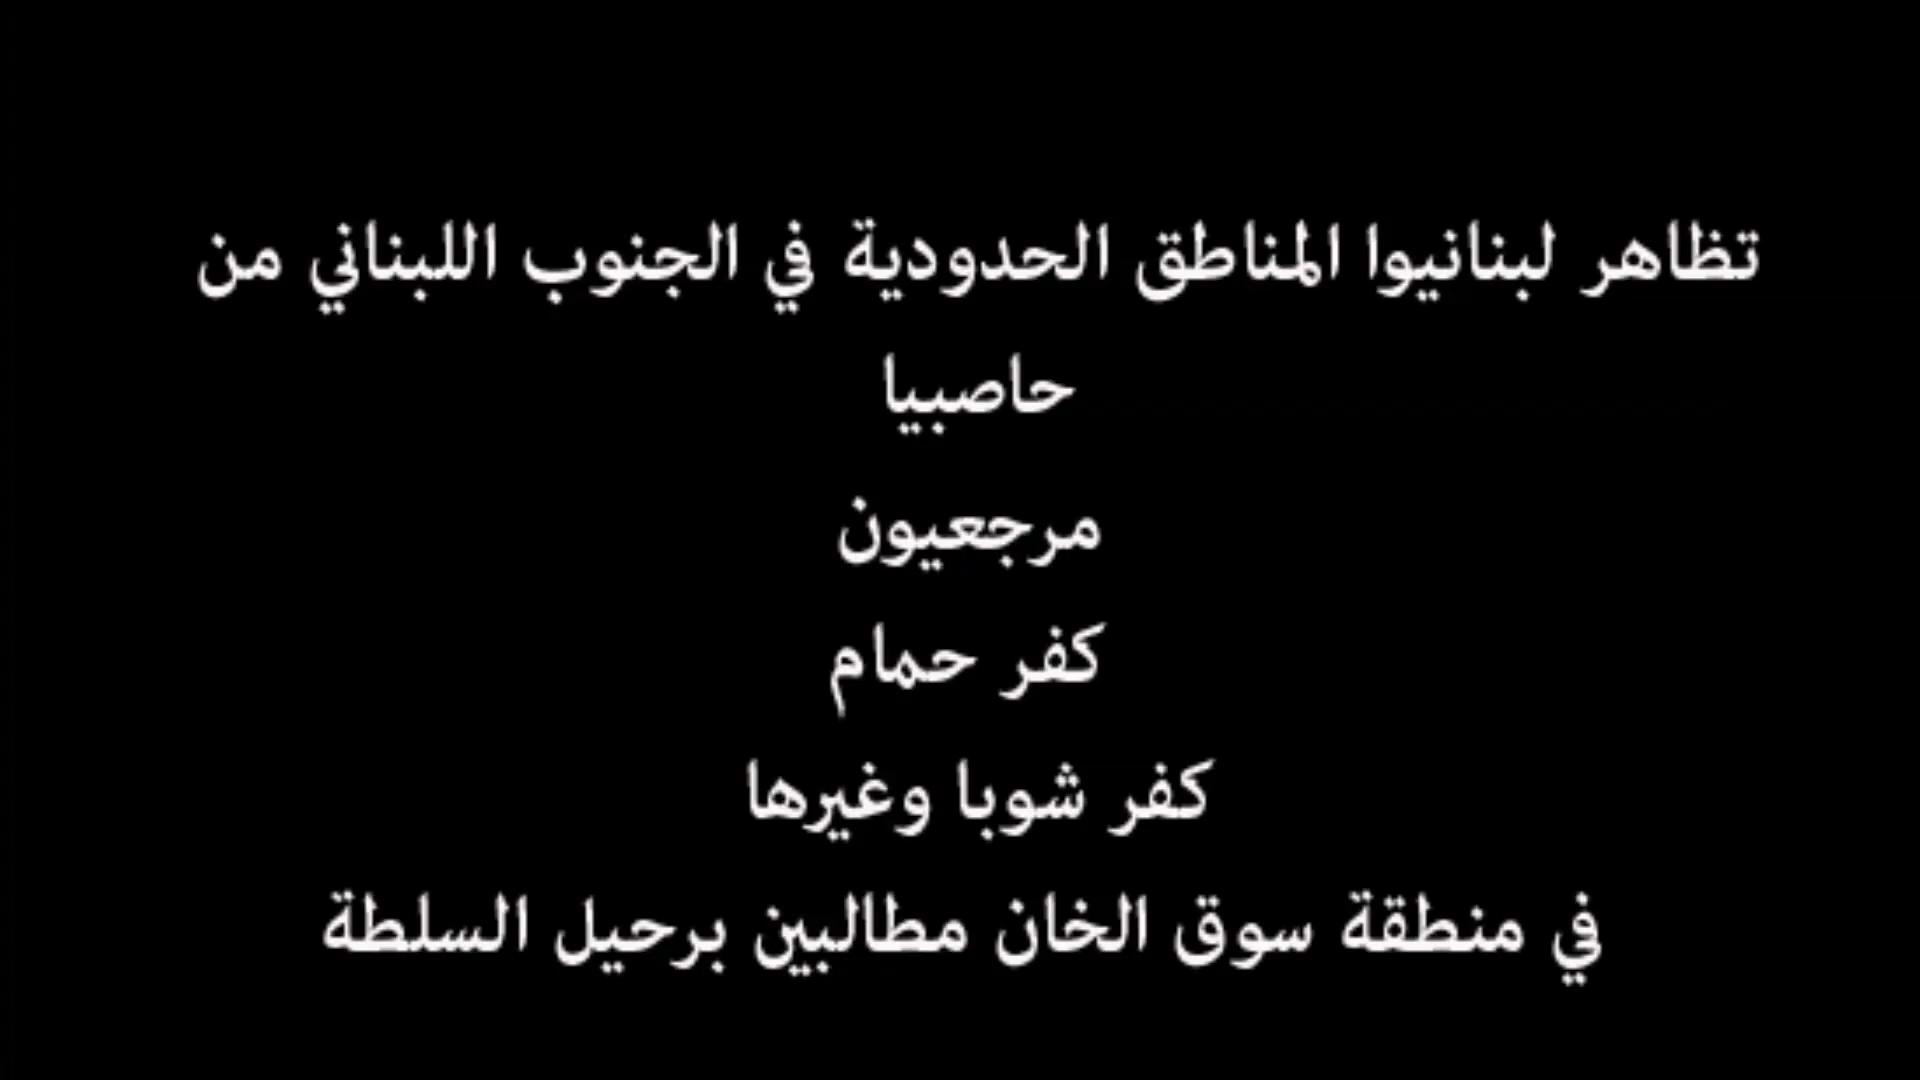 تظاهر لبنانيوا المناطق الحدودية في الجنوب اللبناني من
حاصبيا
مرجعيون
كفر حمام
كفر شوبا وغيرها
في منطقة سوق الخان مطالبين برحيل السلطة